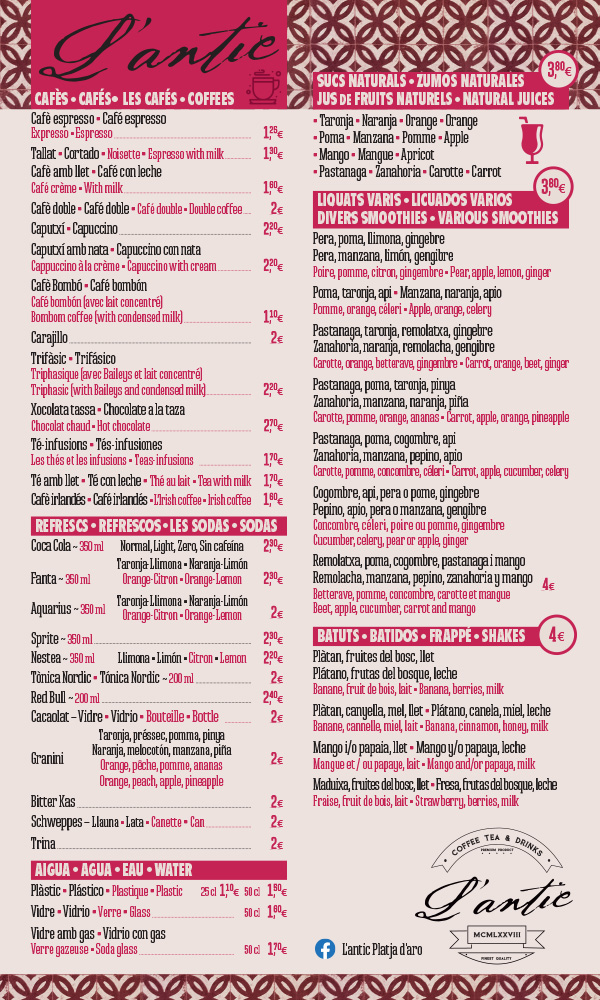 L'antic
CAFÈS • CAFÉS • LES CAFÉS • COFFEES
Cafè espresso • Café espresso
Expresso • Espresso 1,25€
Tallat • Cortado • Noisette • Espresso with milk 1,30€
Cafè amb llet • Café con leche
Café crème • With milk 1,60€
Cafè doble • Café doble • Café double • Double coffee 2€
Caputxí • Capuccino 2,20€
Caputxí amb nata • Capuccino con nata
Cappuccino à la crème • Capuccino with cream 2,20€
Cafè Bombó • Café bombón
Café bombón (avec lait concentré)
Bombom coffee (with condensed milk) 1,10€
Carajillo 2€
Trifàsic • Trifásico
Triphasique (avec Baileys et lait concentré)
Triphasic (with Baileys and condensed milk) 2,20€
Xocolata tassa • Chocolate a la taza
Chocolat chaud • Hot chocolate 2,70€
Té-infusions • Tés-infusiones
Les thés et les infusions • Teas-infusions 1,70€
Té amb llet • Té con leche • Thé au lait • Tea with milk 1,70€
Cafè irlandés • Café irlandés • L'Irish coffee • Irish coffee 1,60€
REFRESCS • REFRESCOS • LES SODAS • SODAS
Coca Cola ~ 350 ml Normal, Light, Zero, Sin cafeína 2,30€
Taronja-Llimona • Naranja-Limón
Fanta ~ 350 ml Orange-Citron • Orange-Lemon 2,30€
Taronja-Llimona • Naranja-Limón
Aquarius ~ 350 ml Orange-Citron • Orange-Lemon 2€
Sprite ~ 350 ml 2,30€
Nestea ~ 350 ml Llimona • Limón • Citron • Lemon 2,20€
Tònica Nordic • Tónica Nordic ~ 200 ml 2€
Red Bull ~ 200 ml 2,40€
Cacaolat – Vidre • Vidrio • Bouteille • Bottle 2€
Taronja, préssec, pomma, pinya
Naranja, melocotón, manzana, piña
Granini Orange, pêche, pomme, ananas 2€
Orange, peach, apple, pineapple
Bitter Kas 2€
Schweppes – Llauna • Lata • Canette • Can 2€
Trina 2€
AIGUA • AGUA • EAU • WATER
Plàstic • Plástico • Plastique • Plastic 25 cl 1,10€ 50 cl 1,50€
Vidre • Vidrio • Verre • Glass 50 cl 1,60€
Vidre amb gas • Vidrio con gas
Verre gazeuse • Soda glass 50 cl 1,70€
3,80€
SUCS NATURALS • ZUMOS NATURALES
JUS DE FRUITS NATURELS • NATURAL JUICES
• Taronja • Naranja • Orange • Orange
• Poma • Manzana • Pomme • Apple
• Mango • Mangue • Apricot
• Pastanaga • Zanahoria • Carotte • Carrot
3,80€
LIQUATS VARIS • LICUADOS VARIOS
DIVERS SMOOTHIES • VARIOUS SMOOTHIES
Pera, poma, llimona, gingebre
Pera, manzana, limón, gengibre
Poire, pomme, citron, gingembre • Pear, apple, lemon, ginger
Poma, taronja, api • Manzana, naranja, apio
Pomme, orange, céleri • Apple, orange, celery
Pastanaga, taronja, remolatxa, gingebre
Zanahoria, naranja, remolacha, gengibre
Carotte, orange, betterave, gingembre • Carrot, orange, beet, ginger
Pastanaga, poma, taronja, pinya
Zanahoria, manzana, naranja, piña
Carotte, pomme, orange, ananas • Carrot, apple, orange, pineapple
Pastanaga, poma, cogombre, api
Zanahoria, manzana, pepino, apio
Carotte, pomme, concombre, céleri • Carrot, apple, cucumber, celery
Cogombre, api, pera o pome, gingebre
Pepino, apio, pera o manzana, gengibre
Concombre, céleri, poire ou pomme, gingembre
Cucumber, celery, pear or apple, ginger
Remolatxa, poma, cogombre, pastanaga i mango
Remolacha, manzana, pepino, zanahoria y mango 4€
Betterave, pomme, concombre, carotte et mangue
Beet, apple, cucumber, carrot and mango
BATUTS • BATIDOS • FRAPPÉ • SHAKES 4€
Plàtan, fruites del bosc, llet
Plátano, frutas del bosque, leche
Banane, fruit de bois, lait • Banana, berries, milk
Plàtan, canyella, mel, llet • Plátano, canela, miel, leche
Banane, cannelle, miel, lait • Banana, cinnamon, honey, milk
Mango i/o papaia, llet • Mango y/o papaya, leche
Mangue et / ou papaye, lait • Mango and/or papaya, milk
Maduixa, fruites del bosc, llet • Fresa, frutas del bosque, leche
Fraise, fruit de bois, lait • Strawberry, berries, milk
COFFEE TEA & DRINKS
PREMIUM PRODUCT
L'antic
MCMLXXVIII
FINEST QUALITY
L'antic Platja d'aro